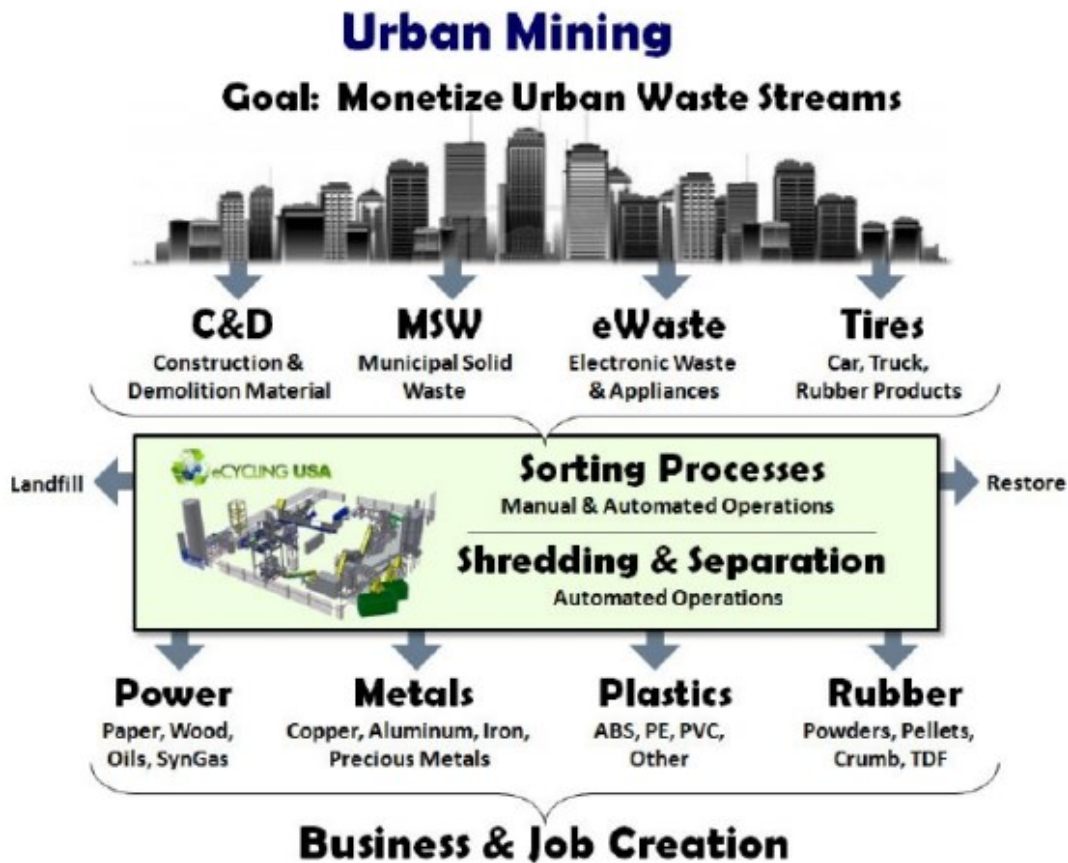 Urban Mining
Goal: Monetize Urban Waste Streams
C&D
Construction &
Demolition Material
MSW
Municipal Solid
Waste
eWaste
Electronic Waste
& Appliances
Tires
Car, Truck,
Rubber Products
Landfill
eCYCLING USA
Sorting Processes
Manual & Automated Operations
Shredding & Separation
Automated Operations
Restore
Power
Paper, Wood,
Oils, SynGas
Metals
Copper, Aluminum, Iron,
Precious Metals
Plastics
ABS, PE, PVC,
Other
Rubber
Powders, Pellets,
Crumb, TDF
Business & Job Creation